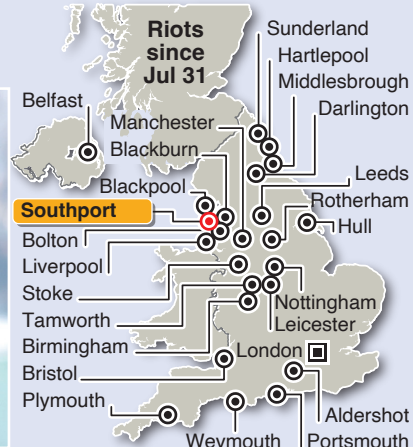 Riots
since
Jul 31
Sunderland
Hartlepool
Middlesbrough
Darlington
Belfast
Manchester
Blackburn
Blackpool
Leeds
Rotherham
Southport
Hull
Bolton
Liverpool
Stoke
Nottingham
Tamworth
Leicester
Birmingham
London
Bristol
Plymouth
Aldershot
Weymouth
Portsmouth